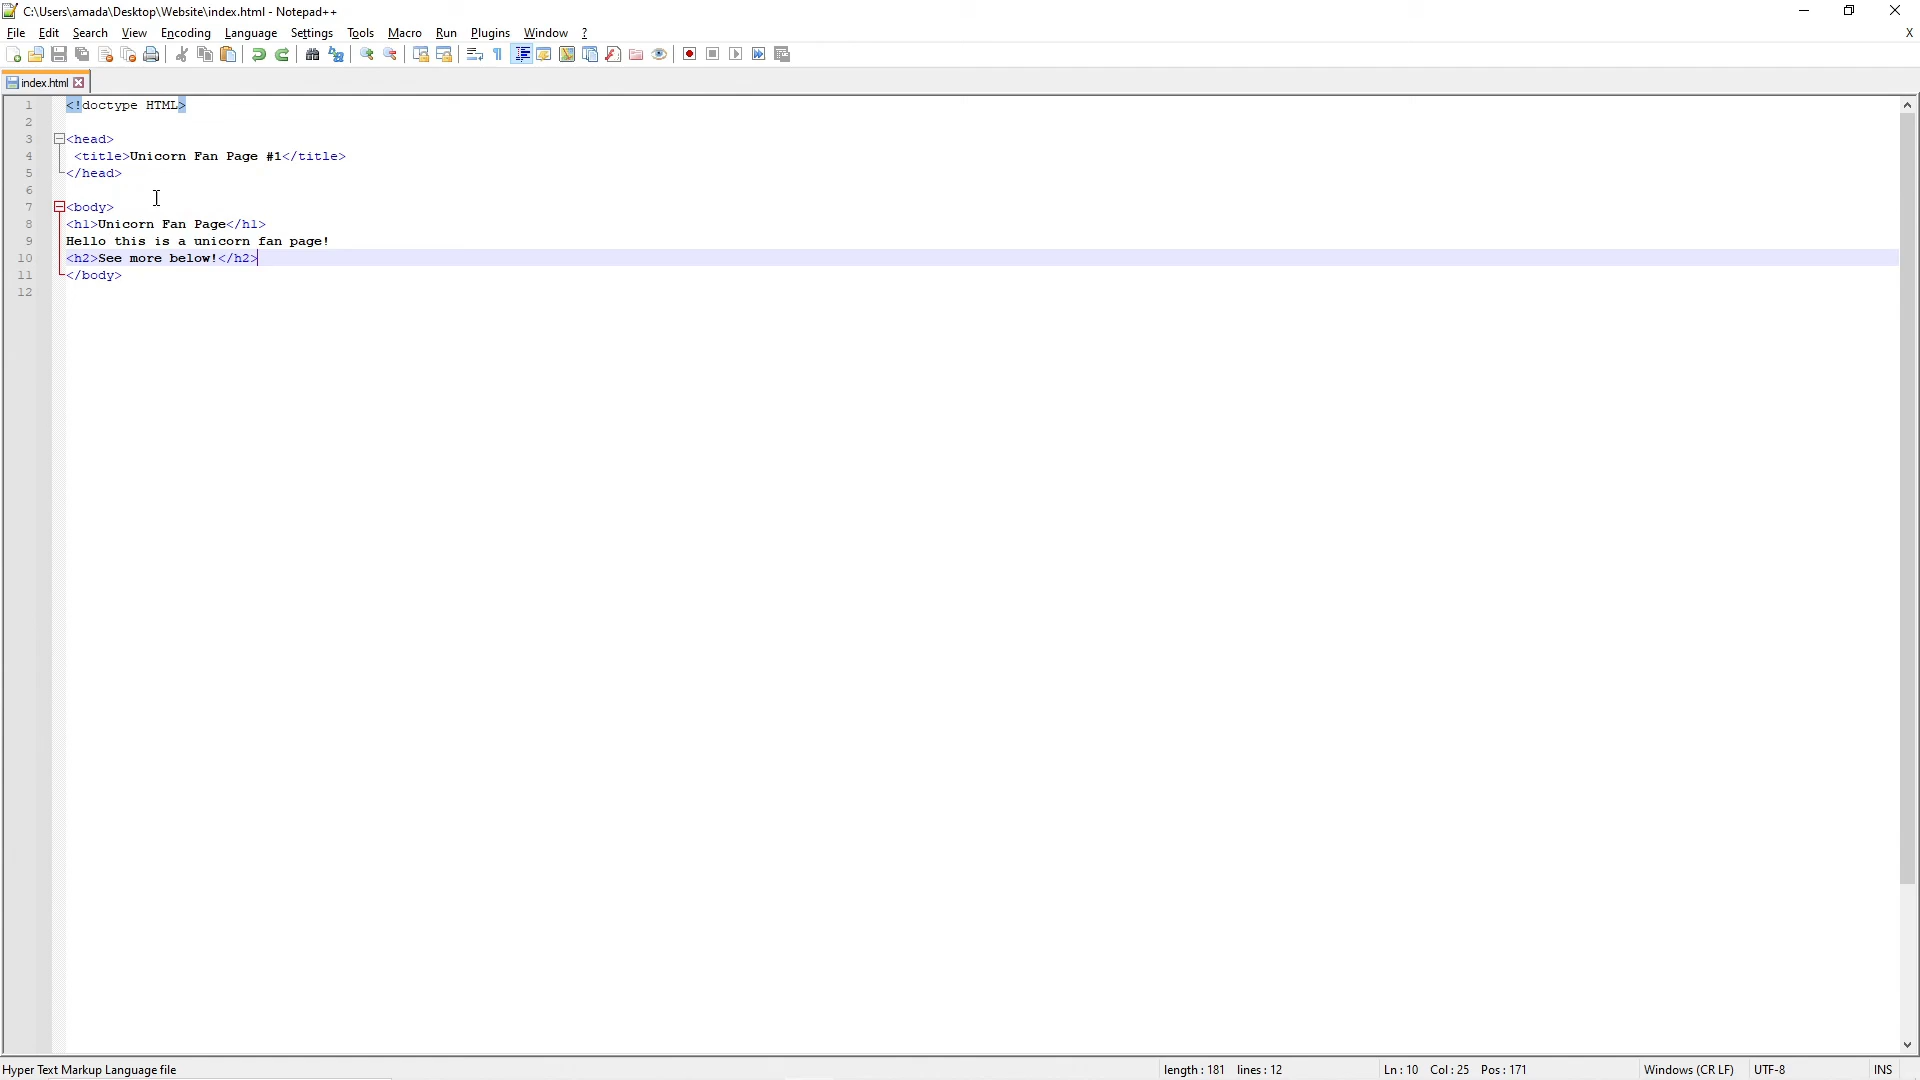 C:\Users\amada\Desktop\Website\index.html - Notepad++
File Edit Search View Encoding Language Settings Tools Macro Run Plugins Window ? X
index.html
1 <!doctype HTML>
2
3 <head>
4 <title>Unicorn Fan Page #1</title>
5 </head>
6
7 <body>
8 <h1>Unicorn Fan Page</h1>
9 Hello this is a unicorn fan page!
10 <h2>See more below!</h2>
11 </body>
12
Hyper Text Markup Language file length : 181 lines : 12 Ln : 10 Col : 25 Pos : 171 Windows (CR LF) UTF-8 INS